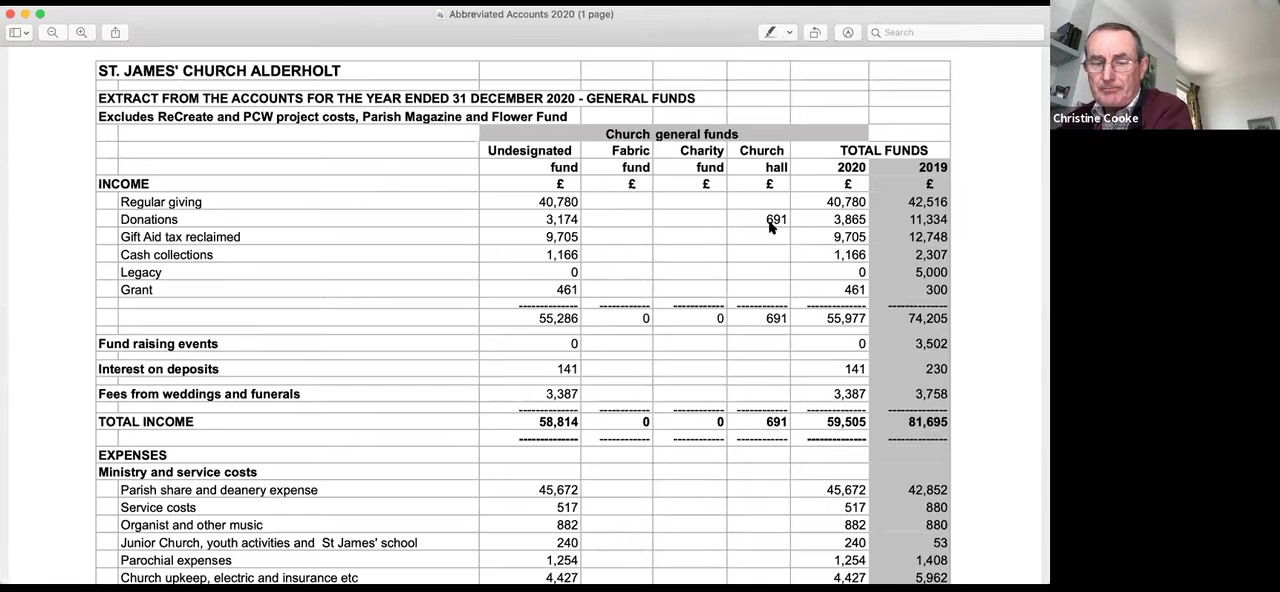 Abbreviated Accounts 2020 (1 page)
Search
Christine Cooke
ST. JAMES' CHURCH ALDERHOLT
EXTRACT FROM THE ACCOUNTS FOR THE YEAR ENDED 31 DECEMBER 2020 - GENERAL FUNDS
Excludes ReCreate and PCW project costs, Parish Magazine and Flower Fund
Church general funds
Undesignated Fabric Charity Church TOTAL FUNDS
fund fund fund hall 2020 2019
INCOME £ £ £ £ £ £
Regular giving 40,780 40,780 42,516
Donations 3,174 691 3,865 11,334
Gift Aid tax reclaimed 9,705 9,705 12,748
Cash collections 1,166 1,166 2,307
Legacy 0 0 5,000
Grant 461 461 300
55,286 0 0 691 55,977 74,205
Fund raising events 0 0 3,502
Interest on deposits 141 141 230
Fees from weddings and funerals 3,387 3,387 3,758
TOTAL INCOME 58,814 0 0 691 59,505 81,695
EXPENSES
Ministry and service costs
Parish share and deanery expense 45,672 45,672 42,852
Service costs 517 517 880
Organist and other music 882 882 880
Junior Church, youth activities and St James' school 240 240 53
Parochial expenses 1,254 1,254 1,408
Church upkeep, electric and insurance etc 4,427 4,427 5,962